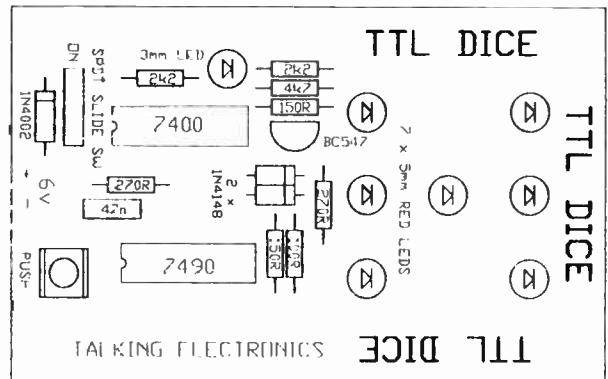 TTL DICE
3mm LED
ON
SPDT SLIDE SW
1N4002
2k2
2k2
4k7
150R
7400
BC547
7 x 5mm RED LEDS
TTL DICE
+ -
6v
270R
47n
2 x
1N4148
270R
PUSH
7490
150R
TALKING ELECTRONICS
TTL DICE